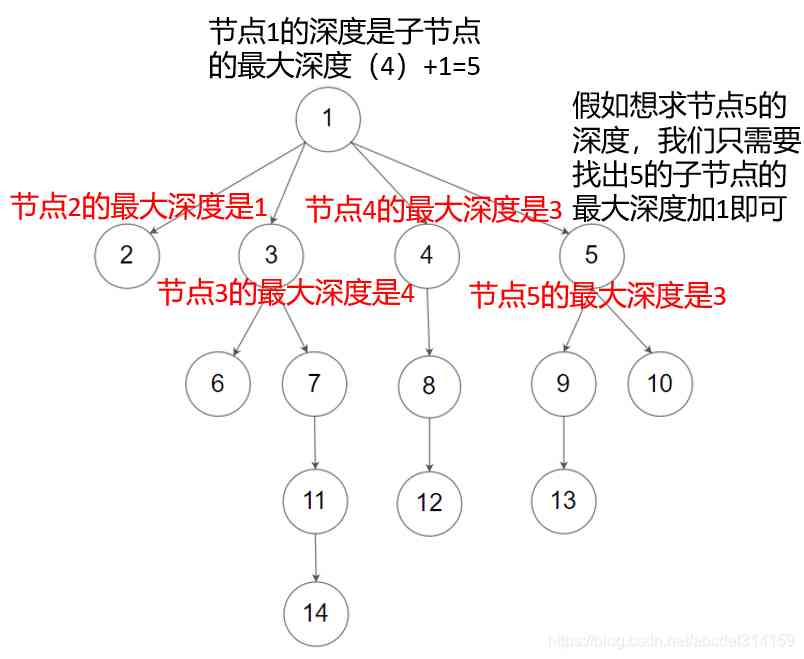 节点1的深度是子节点
的最大深度（4）+1=5
假如想求节点5的
深度，我们只需要
找出5的子节点的
最大深度加1即可
1
节点2的最大深度是1
节点4的最大深度是3
2
3
4
5
节点3的最大深度是4
节点5的最大深度是3
6
7
8
9
10
11
12
13
14
https://blog.csdn.net/abcdef314159